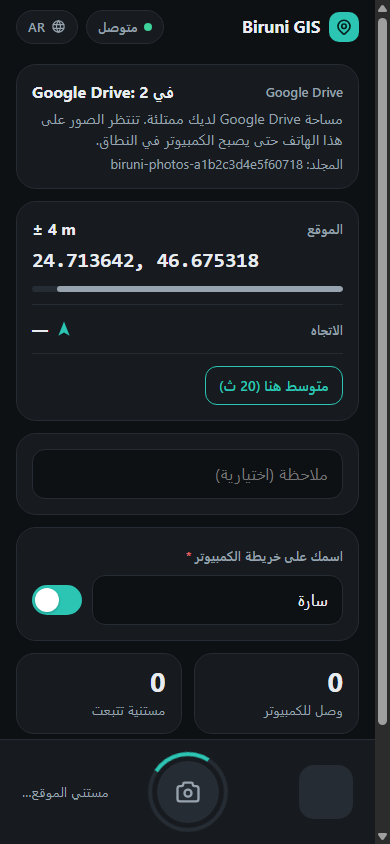 Biruni GIS
متوصل
AR
Google Drive
Google Drive: 2 في
مساحة Google Drive لديك ممتلئة. تنتظر الصور على
هذا الهاتف حتى يصبح الكمبيوتر في النطاق.
المجلد: biruni-photos-a1b2c3d4e5f60718
الموقع
± 4 m
24.713642, 46.675318
الاتجاه
—
متوسط هنا (20 ث)
ملاحظة (اختيارية)
اسمك على خريطة الكمبيوتر *
سارة
0
وصل للكمبيوتر
0
مستنية تتبعت
مستني الموقع...